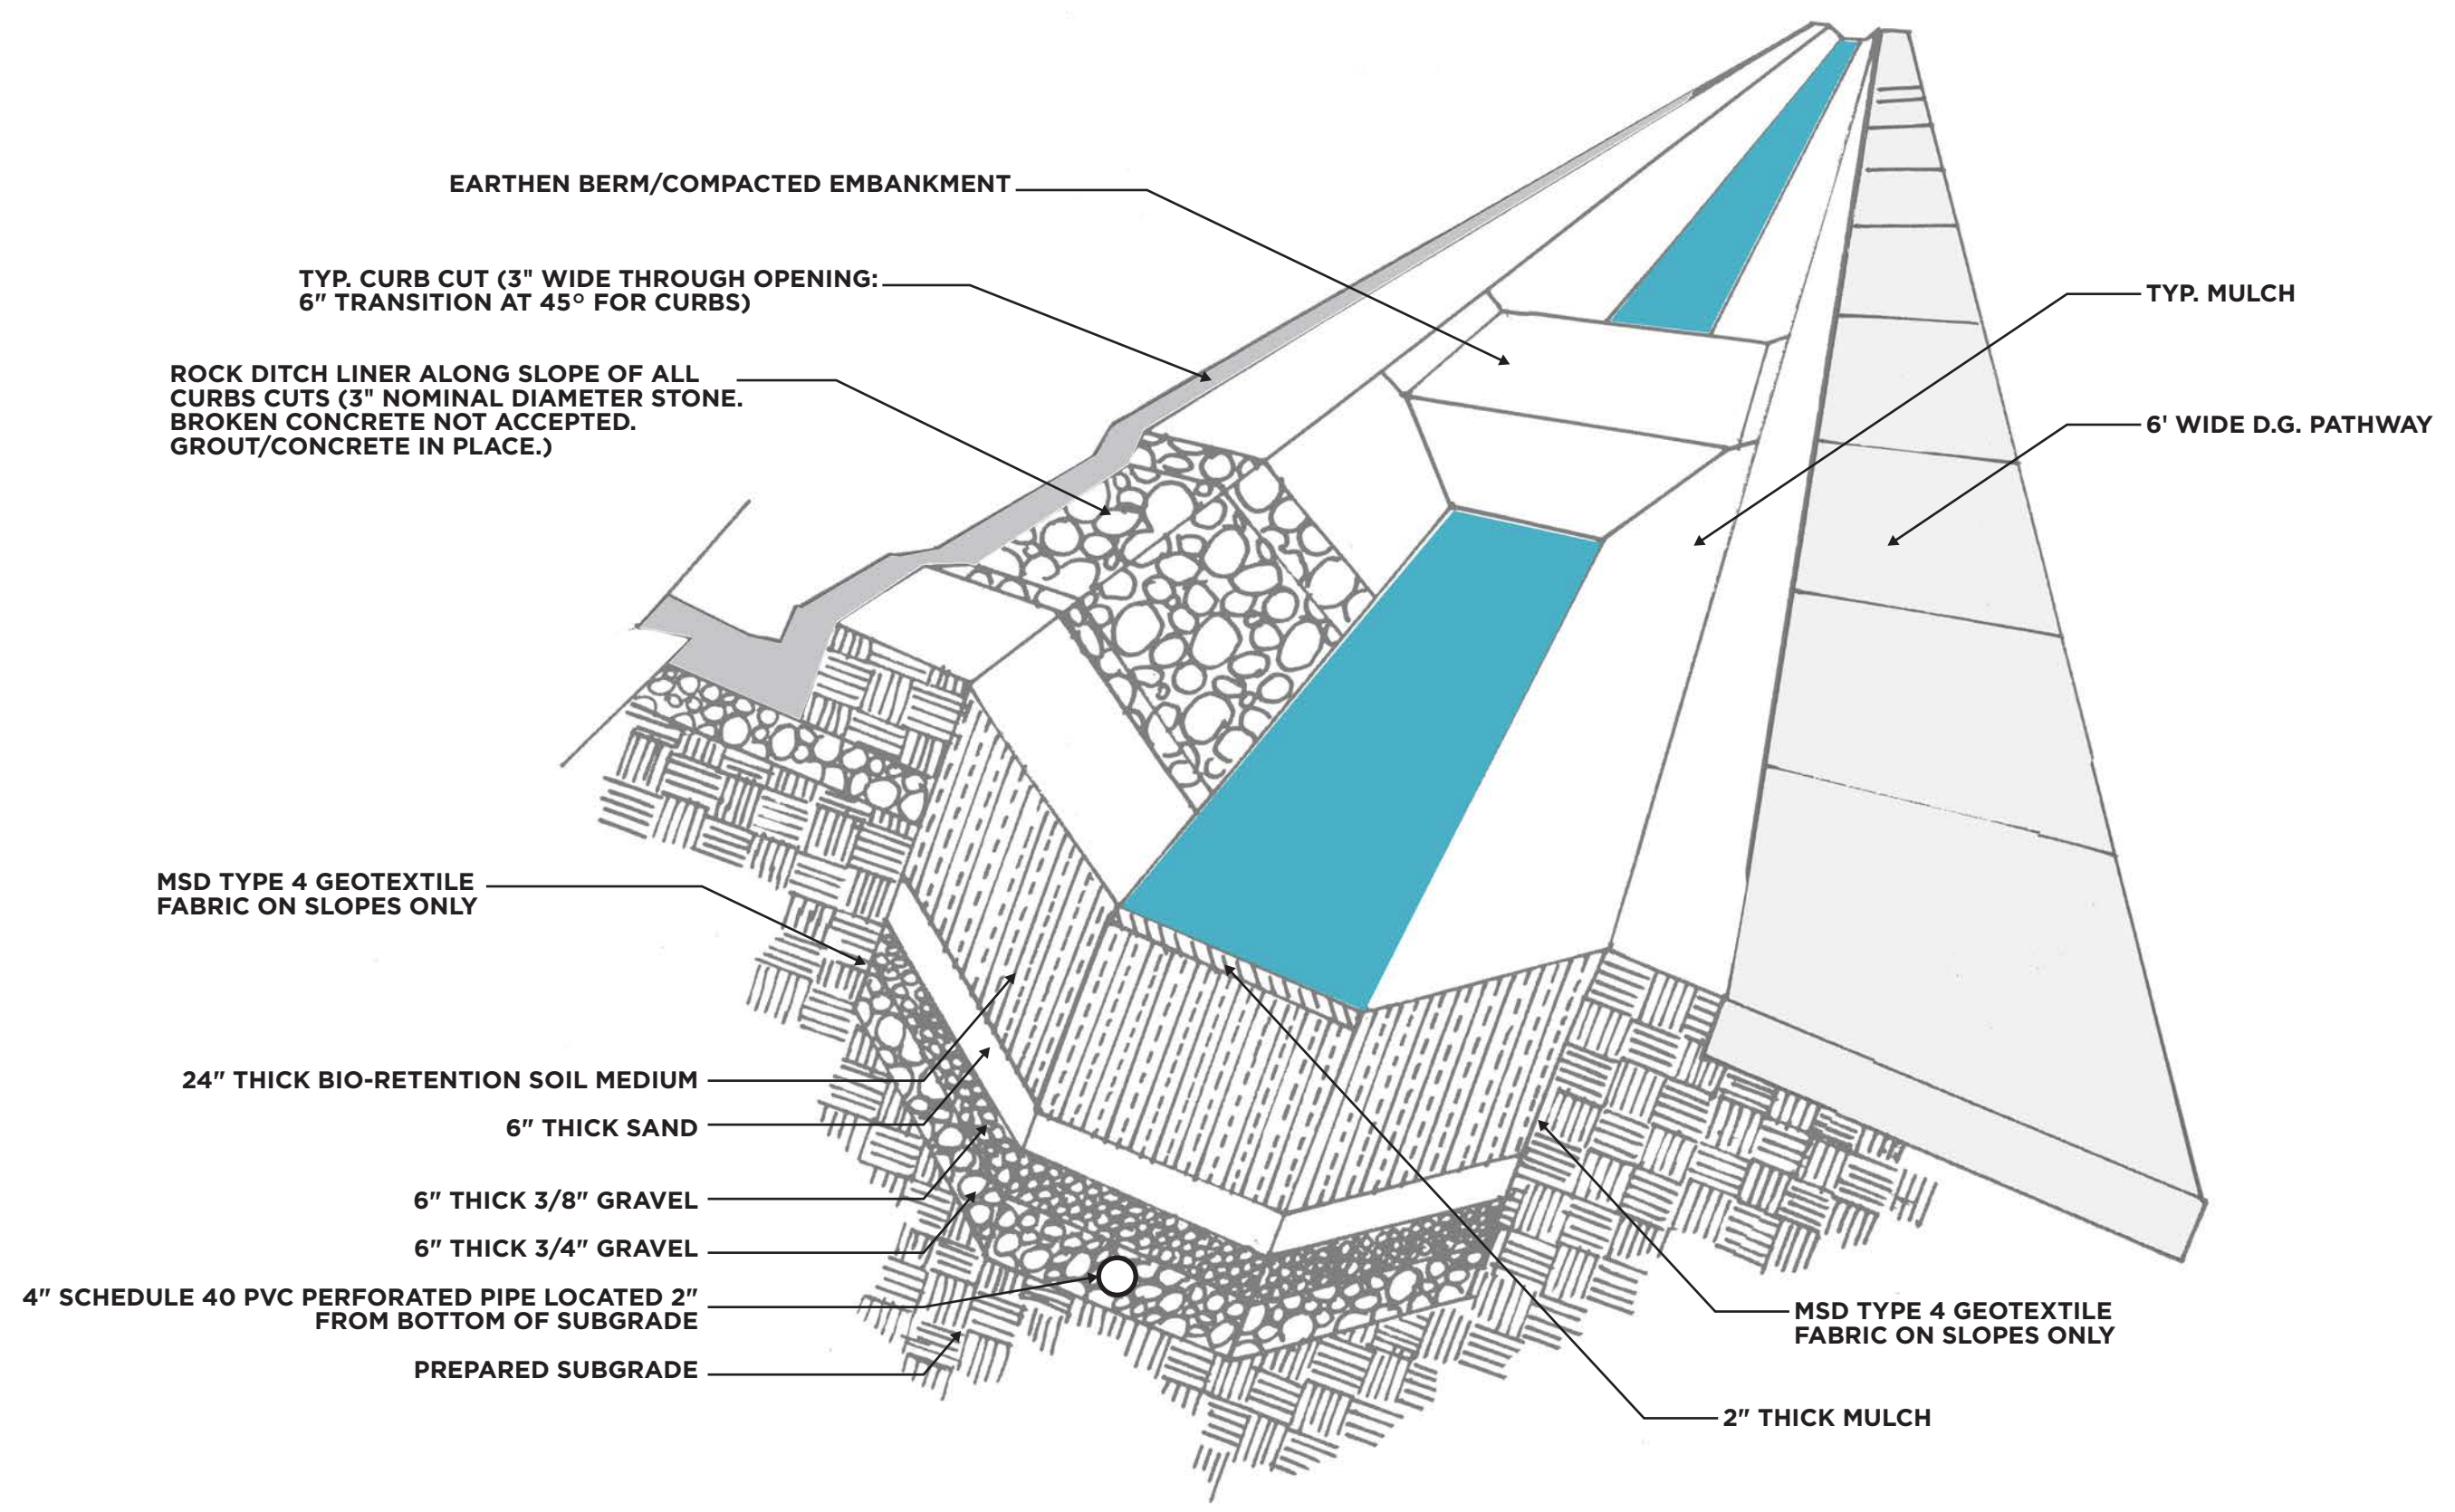 EARTHEN BERM/COMPACTED EMBANKMENT
TYP. CURB CUT (3" WIDE THROUGH OPENING:
6" TRANSITION AT 45° FOR CURBS)
ROCK DITCH LINER ALONG SLOPE OF ALL
CURBS CUTS (3" NOMINAL DIAMETER STONE.
BROKEN CONCRETE NOT ACCEPTED.
GROUT/CONCRETE IN PLACE.)
TYP. MULCH
6' WIDE D.G. PATHWAY
MSD TYPE 4 GEOTEXTILE
FABRIC ON SLOPES ONLY
24" THICK BIO-RETENTION SOIL MEDIUM
6" THICK SAND
6" THICK 3/8" GRAVEL
6" THICK 3/4" GRAVEL
4" SCHEDULE 40 PVC PERFORATED PIPE LOCATED 2"
FROM BOTTOM OF SUBGRADE
PREPARED SUBGRADE
MSD TYPE 4 GEOTEXTILE
FABRIC ON SLOPES ONLY
2" THICK MULCH